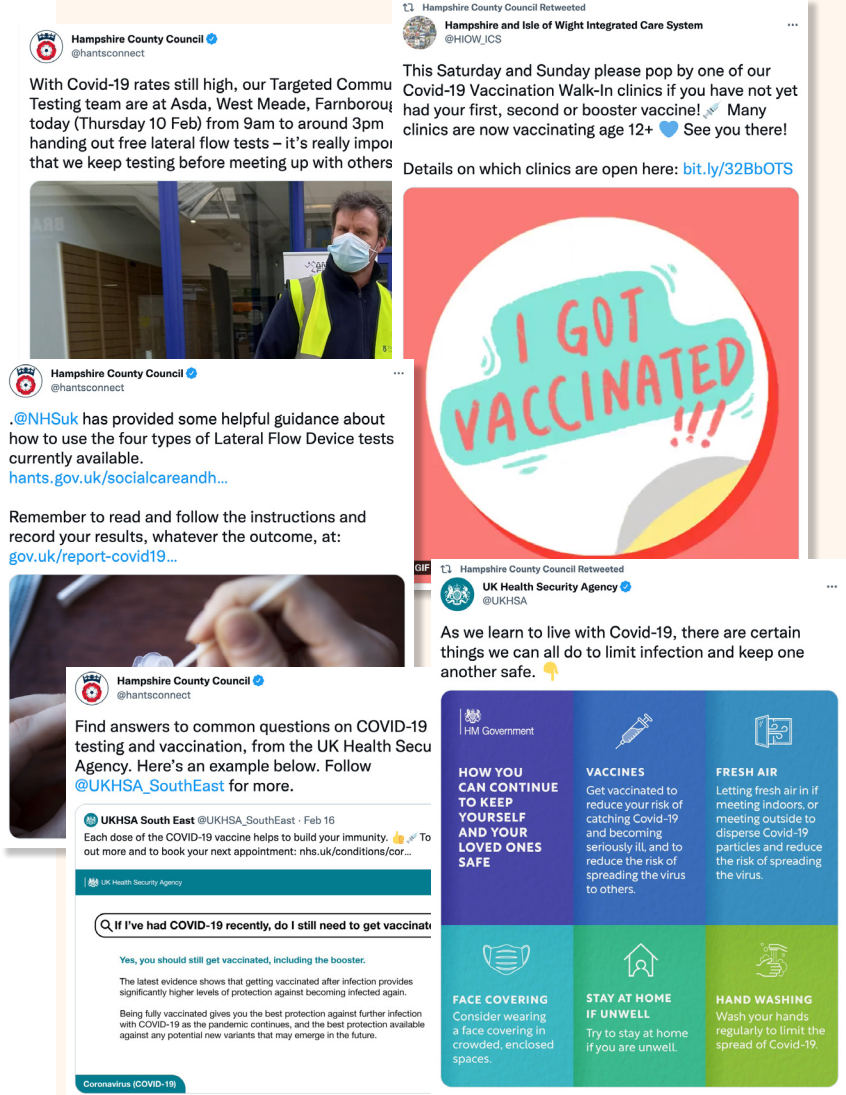 Hampshire County Council
@hantsconnect
With Covid-19 rates still high, our Targeted Commu
Testing team are at Asda, West Meade, Farnboroug
today (Thursday 10 Feb) from 9am to around 3pm
handing out free lateral flow tests – it's really impor
that we keep testing before meeting up with others
Hampshire County Council Retweeted
Hampshire and Isle of Wight Integrated Care System
@HIOW_ICS
This Saturday and Sunday please pop by one of our
Covid-19 Vaccination Walk-In clinics if you have not yet
had your first, second or booster vaccine! 💉 Many
clinics are now vaccinating age 12+ 💙 See you there!
Details on which clinics are open here: bit.ly/32BbOTS
I GOT
VACCINATED
!!!
GIF
Hampshire County Council
@hantsconnect
.@NHSuk has provided some helpful guidance about
how to use the four types of Lateral Flow Device tests
currently available.
hants.gov.uk/socialcareandh...
Remember to read and follow the instructions and
record your results, whatever the outcome, at:
gov.uk/report-covid19...
Hampshire County Council
@hantsconnect
Find answers to common questions on COVID-19
testing and vaccination, from the UK Health Secu
Agency. Here's an example below. Follow
@UKHSA_SouthEast for more.
UKHSA South East @UKHSA_SouthEast · Feb 16
Each dose of the COVID-19 vaccine helps to build your immunity. 👍💉 To
out more and to book your next appointment: nhs.uk/conditions/cor...
UK Health Security Agency
If I've had COVID-19 recently, do I still need to get vaccinate
Yes, you should still get vaccinated, including the booster.
The latest evidence shows that getting vaccinated after infection provides
significantly higher levels of protection against becoming infected again.
Being fully vaccinated gives you the best protection against further infection
with COVID-19 as the pandemic continues, and the best protection available
against any potential new variants that may emerge in the future.
Coronavirus (COVID-19)
Hampshire County Council Retweeted
UK Health Security Agency
@UKHSA
As we learn to live with Covid-19, there are certain
things we can all do to limit infection and keep one
another safe. 👇
HM Government
HOW YOU
CAN CONTINUE
TO KEEP
YOURSELF
AND YOUR
LOVED ONES
SAFE
VACCINES
Get vaccinated to
reduce your risk of
catching Covid-19
and becoming
seriously ill, and to
reduce the risk of
spreading the virus
to others.
FRESH AIR
Letting fresh air in if
meeting indoors, or
meeting outside to
disperse Covid-19
particles and reduce
the risk of spreading
the virus.
FACE COVERING
Consider wearing
a face covering in
crowded, enclosed
spaces.
STAY AT HOME
IF UNWELL
Try to stay at home
if you are unwell.
HAND WASHING
Wash your hands
regularly to limit the
spread of Covid-19.